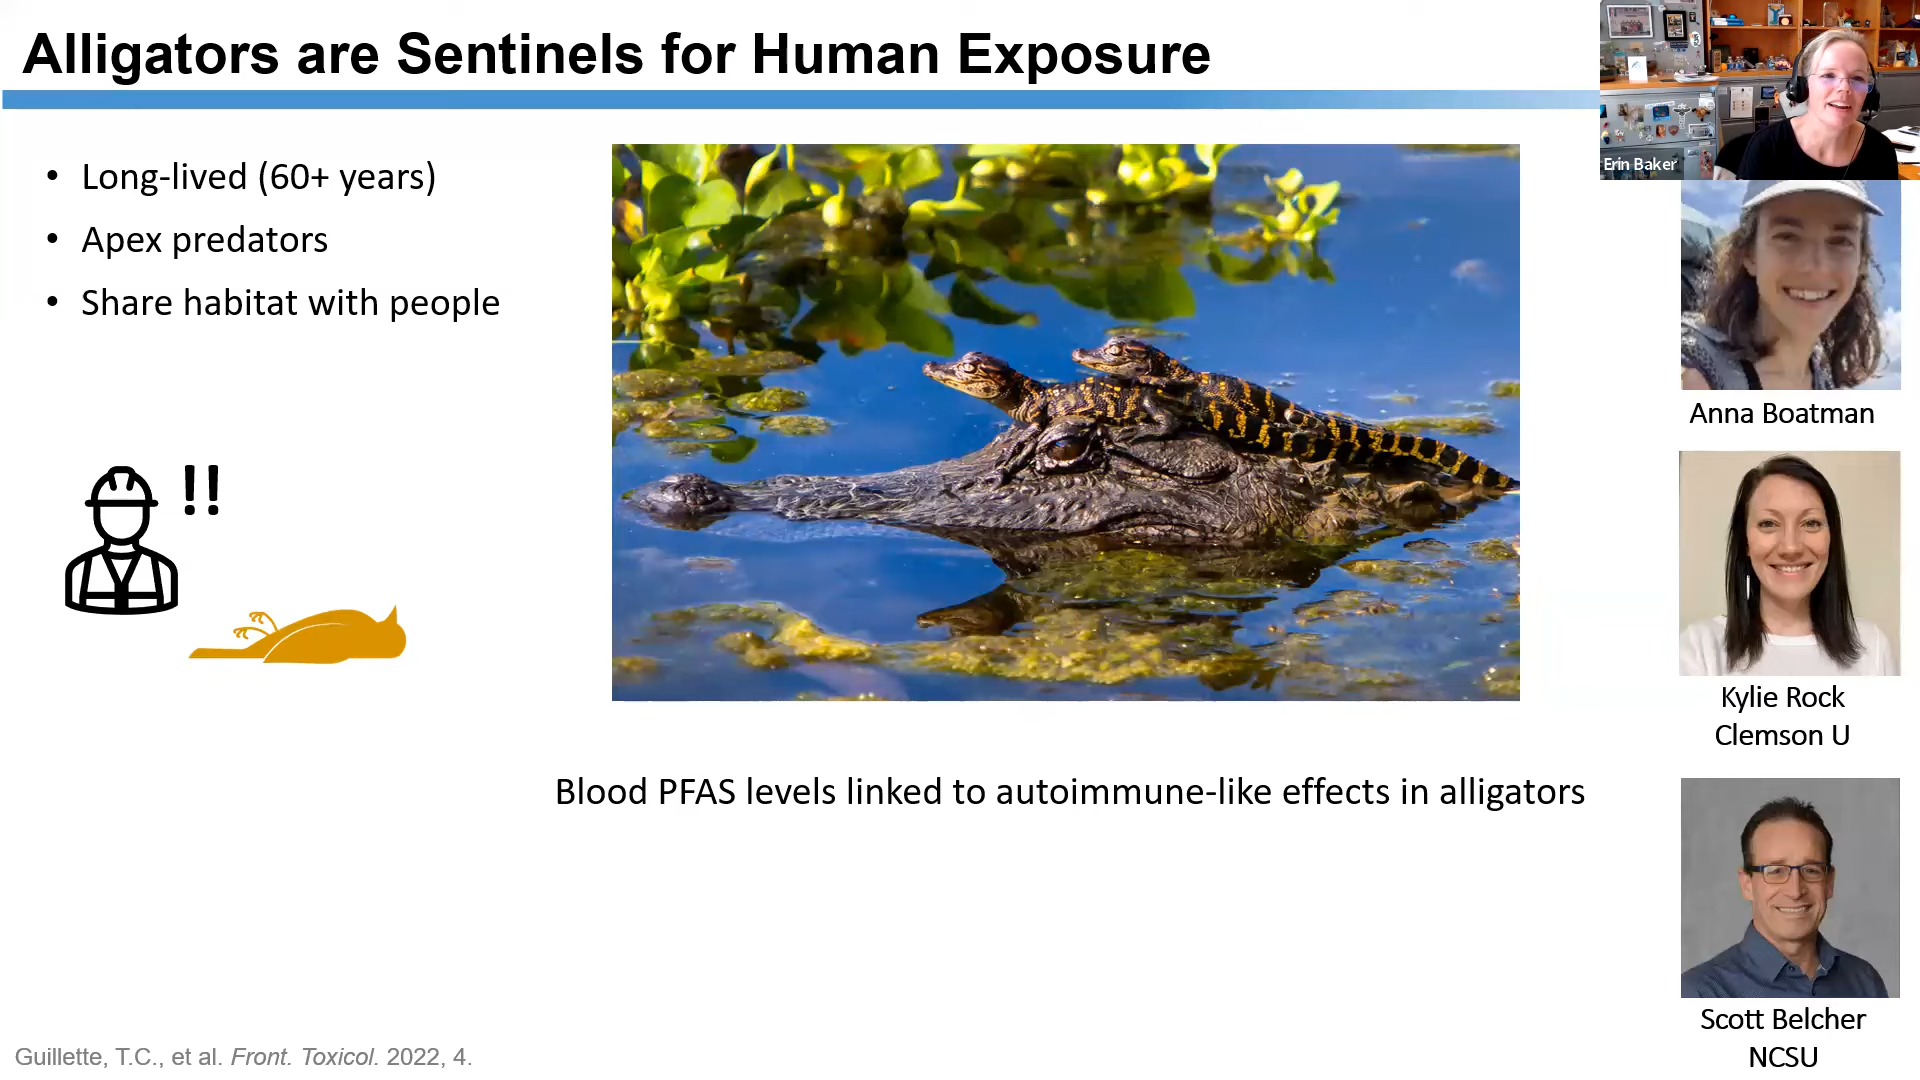 Alligators are Sentinels for Human Exposure
• Long-lived (60+ years)
• Apex predators
• Share habitat with people
!!
Erin Baker
Anna Boatman
Kylie Rock
Clemson U
Blood PFAS levels linked to autoimmune-like effects in alligators
Scott Belcher
NCSU
Guillette, T.C., et al. Front. Toxicol. 2022, 4.